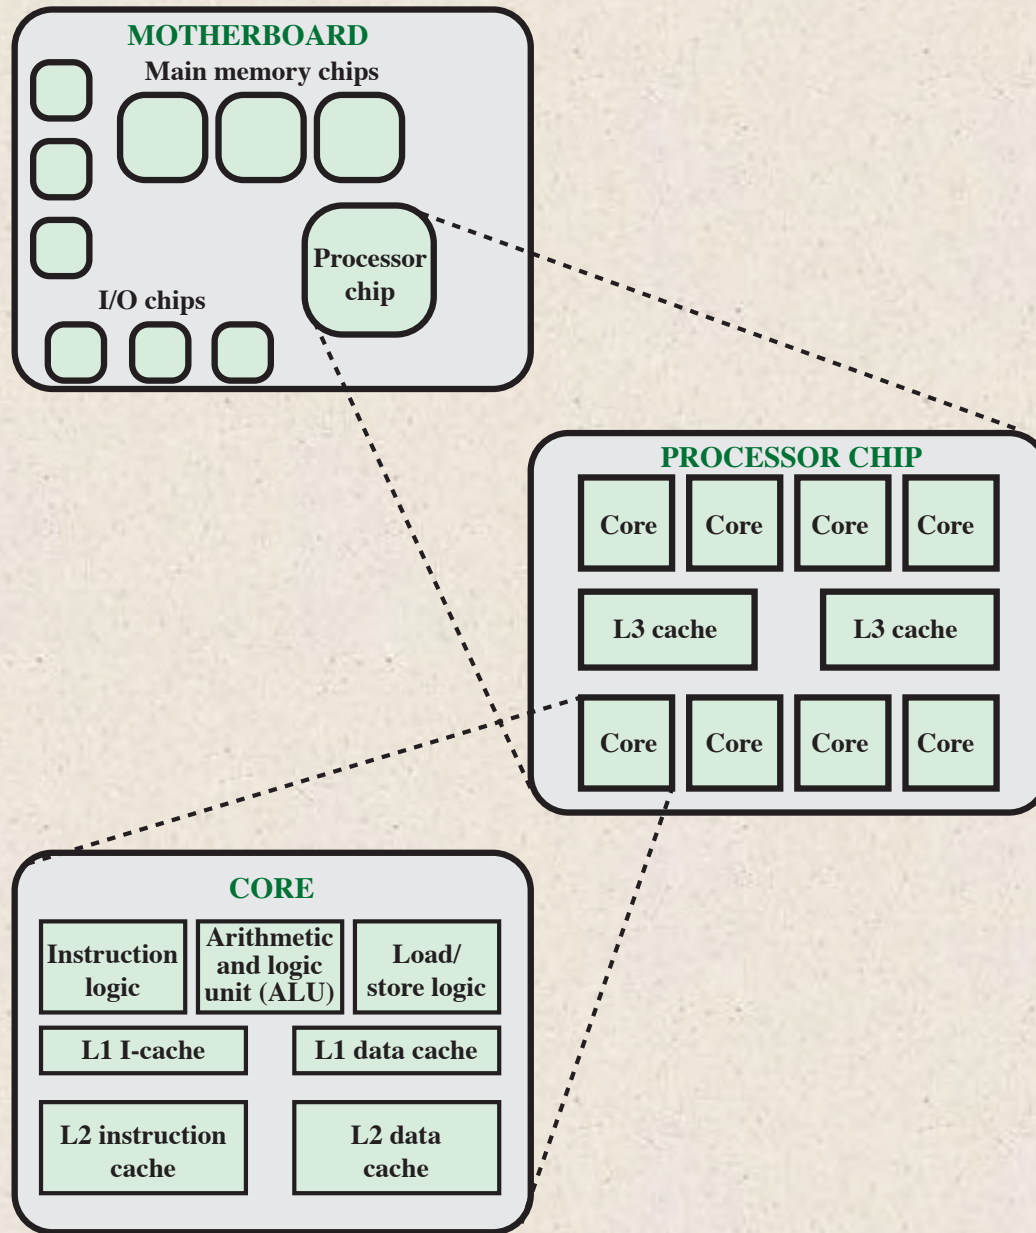 MOTHERBOARD
Main memory chips
Processor
chip
I/O chips
PROCESSOR CHIP
Core
Core
Core
Core
L3 cache
L3 cache
Core
Core
Core
Core
CORE
Instruction
logic
Arithmetic
and logic
unit (ALU)
Load/
store logic
L1 I-cache
L1 data cache
L2 instruction
cache
L2 data
cache